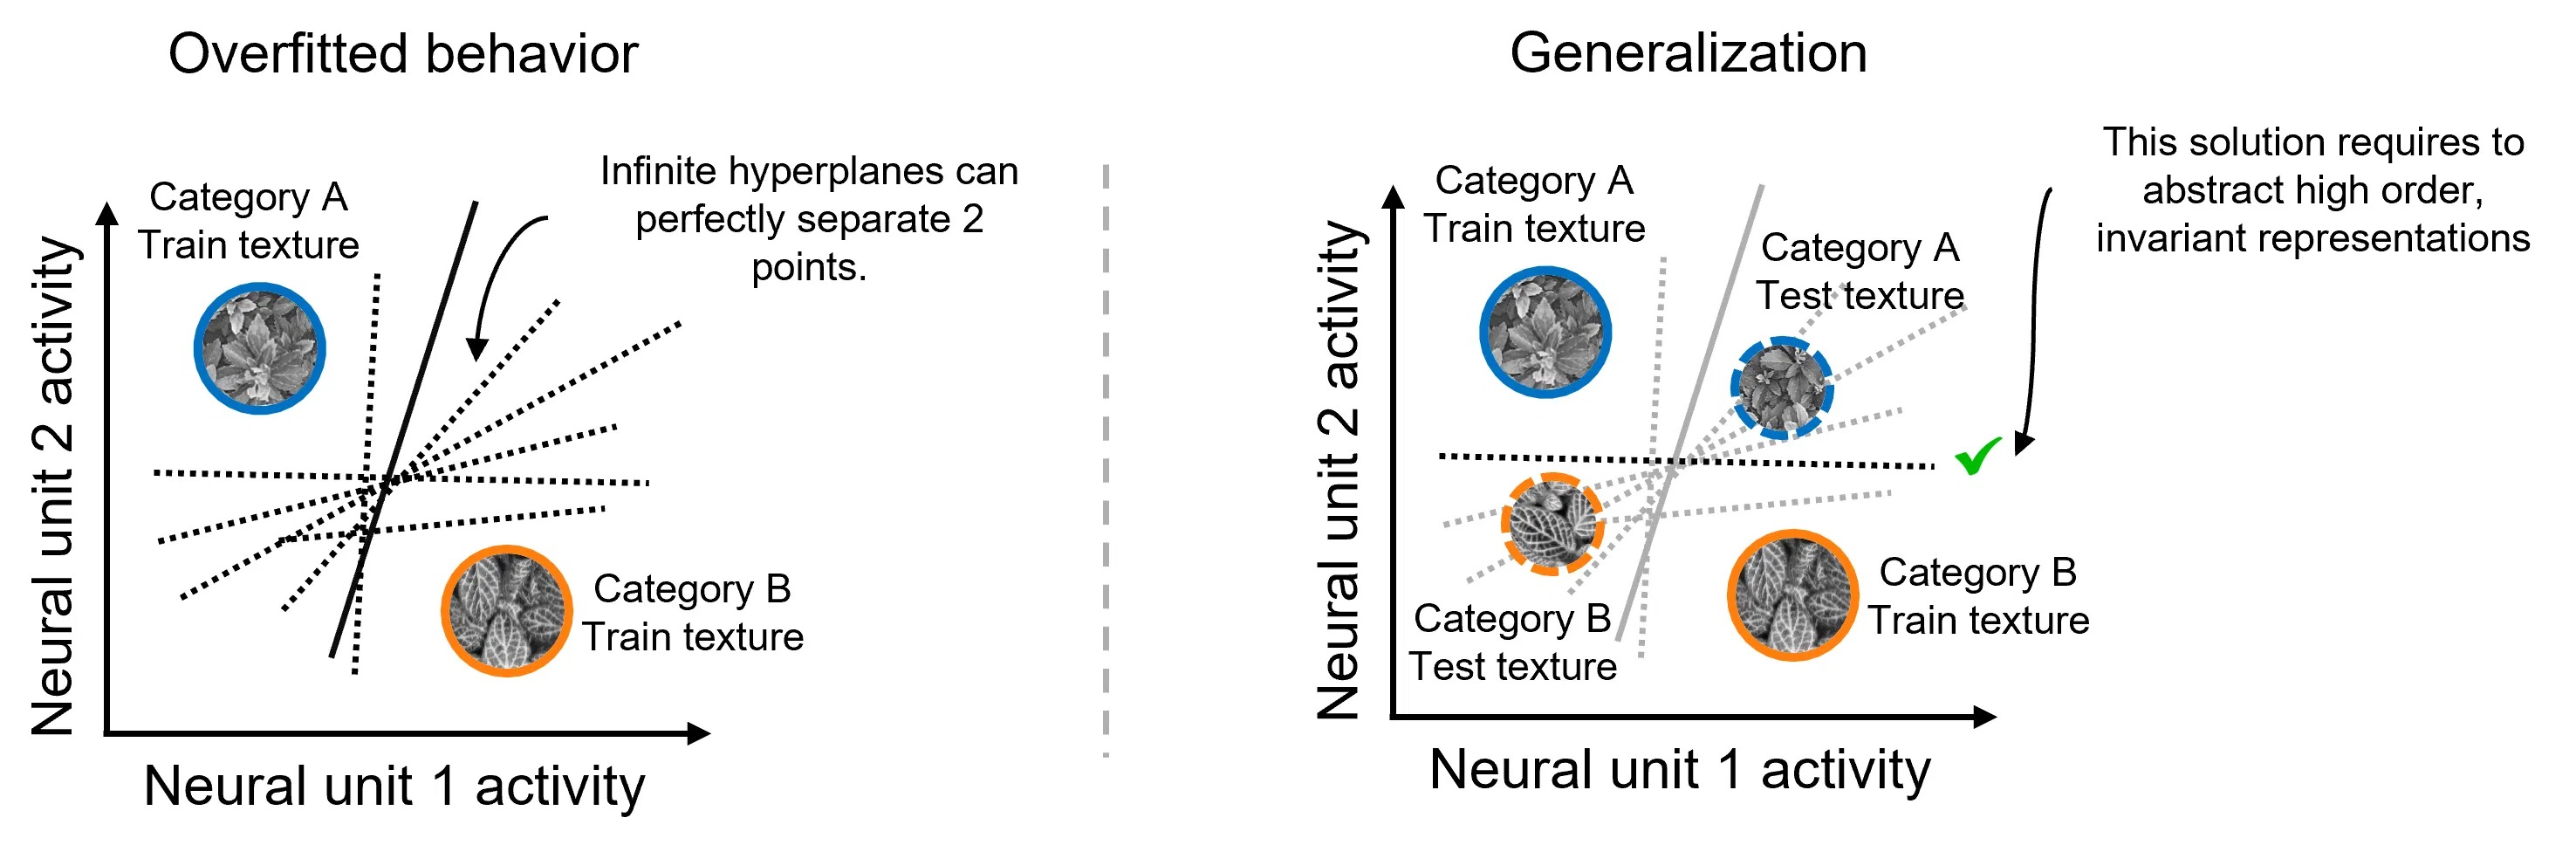 Overfitted behavior
Infinite hyperplanes can
perfectly separate 2
points.
Category A
Train texture
Category B
Train texture
Neural unit 2 activity
Neural unit 1 activity
Generalization
This solution requires to
abstract high order,
invariant representations
Category A
Train texture
Category A
Test texture
Category B
Test texture
Category B
Train texture
Neural unit 2 activity
Neural unit 1 activity